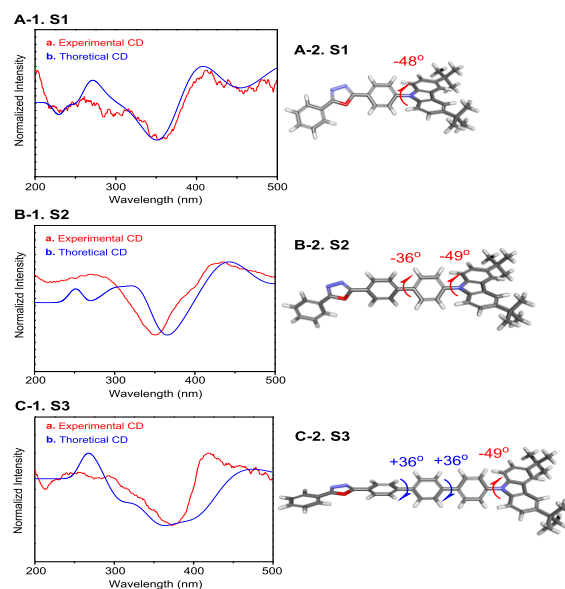 A-1. S1
a. Experimental CD
b. Thoretical CD
Normalized Intensity
200 300 400 500
Wavelength (nm)
A-2. S1
-48°
B-1. S2
a. Experimental CD
b. Thoretical CD
Normalizd Intensity
200 300 400 500
Wavelength (nm)
B-2. S2
-36° -49°
C-1. S3
a. Experimental CD
b. Thoretical CD
Normalizd Intensity
200 300 400 500
Wavelength (nm)
C-2. S3
+36° +36° -49°